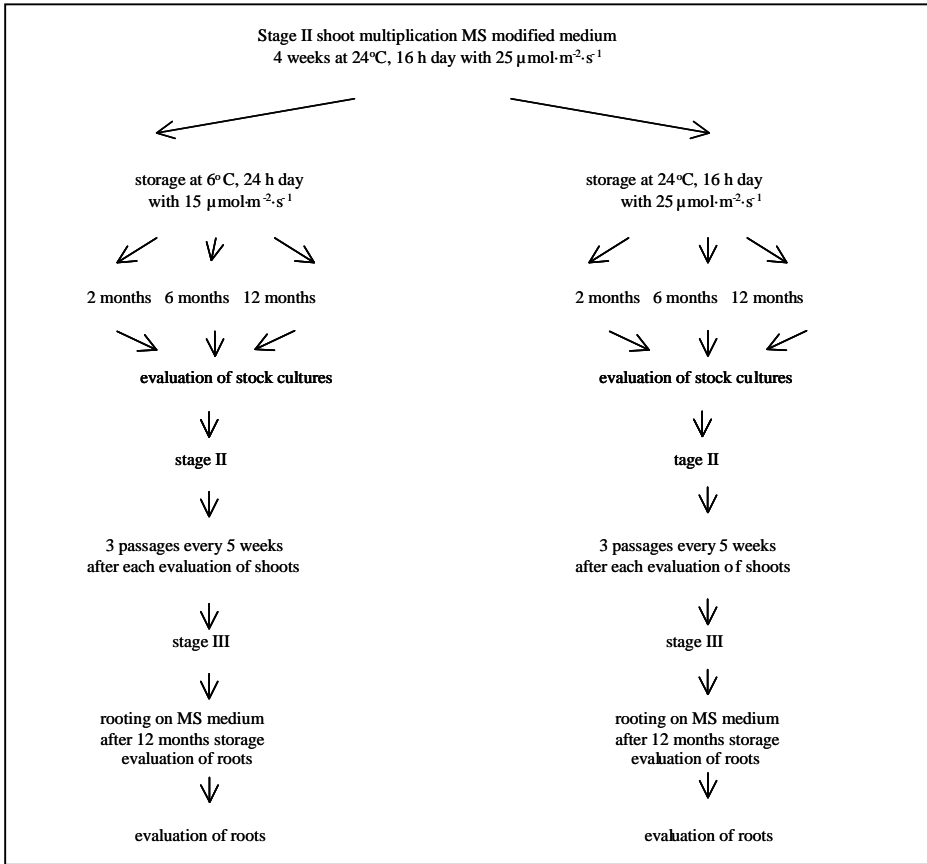 Stage II shoot multiplication MS modified medium
4 weeks at 24°C, 16 h day with 25 µmol·m⁻²·s⁻¹
storage at 6°C, 24 h day
with 15 µmol·m⁻²·s⁻¹
storage at 24°C, 16 h day
with 25 µmol·m⁻²·s⁻¹
2 months 6 months 12 months
2 months 6 months 12 months
evaluation of stock cultures
evaluation of stock cultures
stage II
tage II
3 passages every 5 weeks
after each evaluation of shoots
3 passages every 5 weeks
after each evaluation of shoots
stage III
stage III
rooting on MS medium
after 12 months storage
evaluation of roots
rooting on MS medium
after 12 months storage
evaluation of roots
evaluation of roots
evaluation of roots